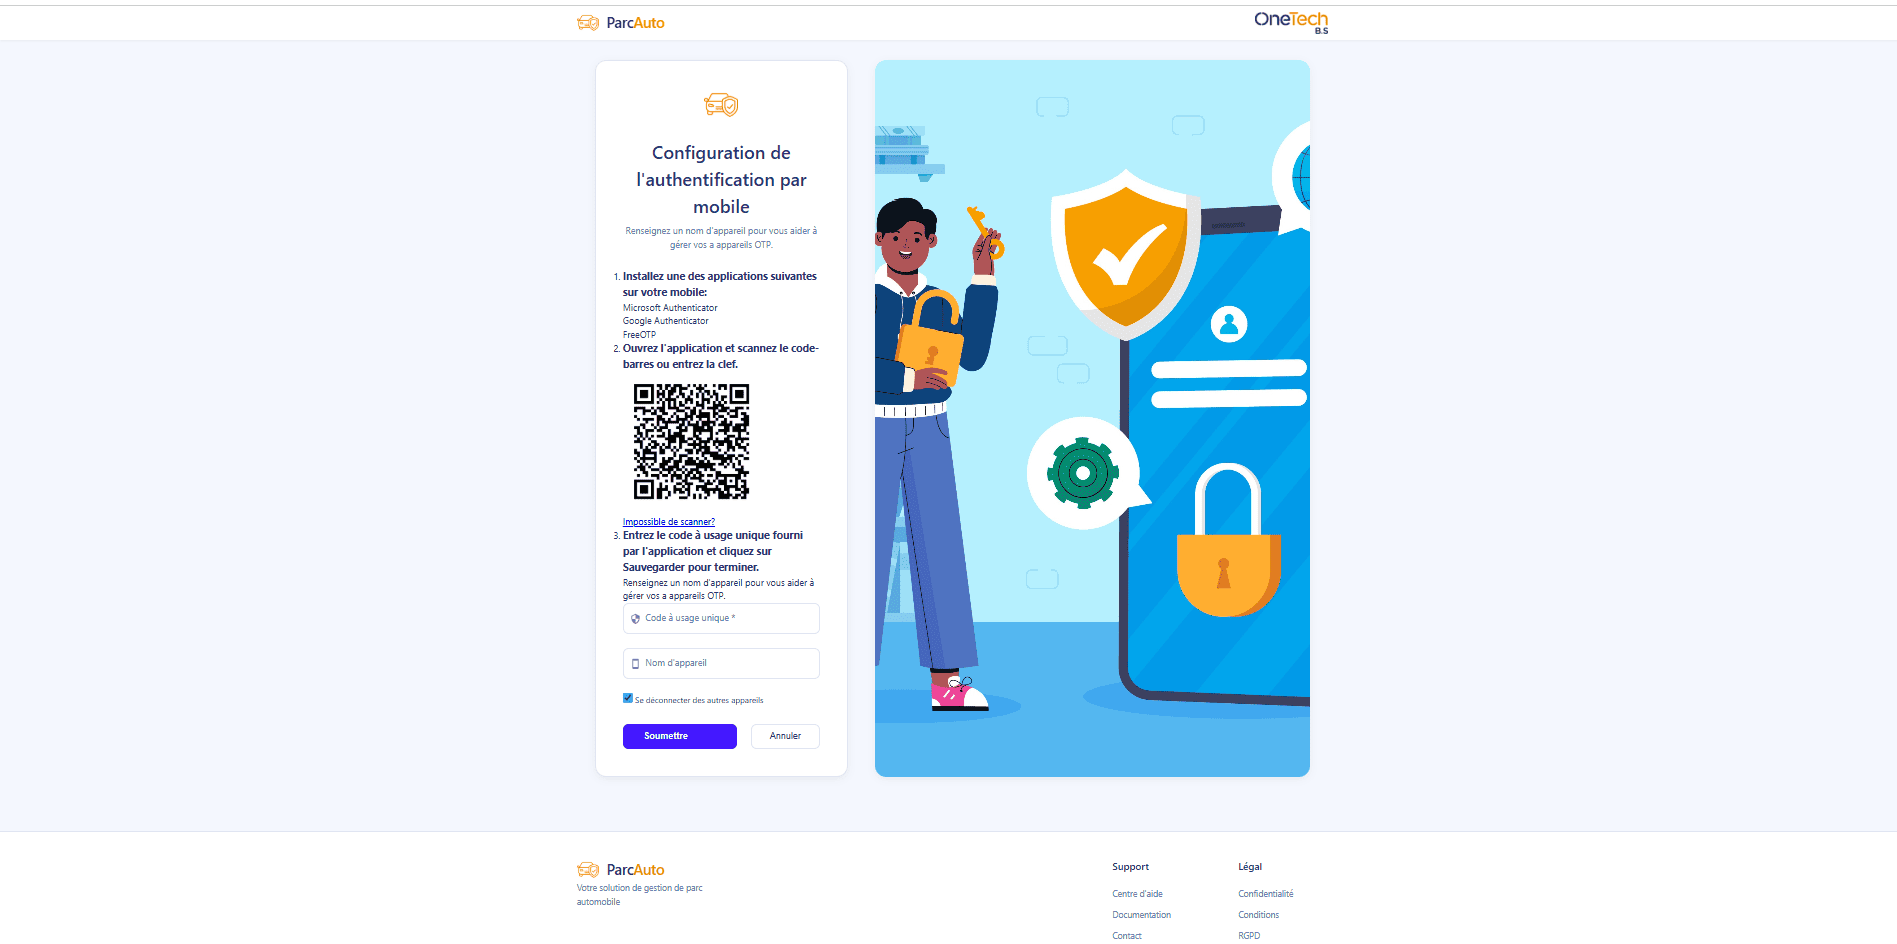 ParcAuto
OneTech
B.S
Configuration de
l'authentification par
mobile
Renseignez un nom d'appareil pour vous aider à
gérer vos a appareils OTP.
1. Installez une des applications suivantes
sur votre mobile:
Microsoft Authenticator
Google Authenticator
FreeOTP
2. Ouvrez l'application et scannez le code-
barres ou entrez la clef.
Impossible de scanner?
3. Entrez le code à usage unique fourni
par l'application et cliquez sur
Sauvegarder pour terminer.
Renseignez un nom d'appareil pour vous aider à
gérer vos a appareils OTP.
Code à usage unique *
Nom d'appareil
Se déconnecter des autres appareils
Soumettre
Annuler
ParcAuto
Votre solution de gestion de parc
automobile
Support
Centre d'aide
Documentation
Contact
Légal
Confidentialité
Conditions
RGPD